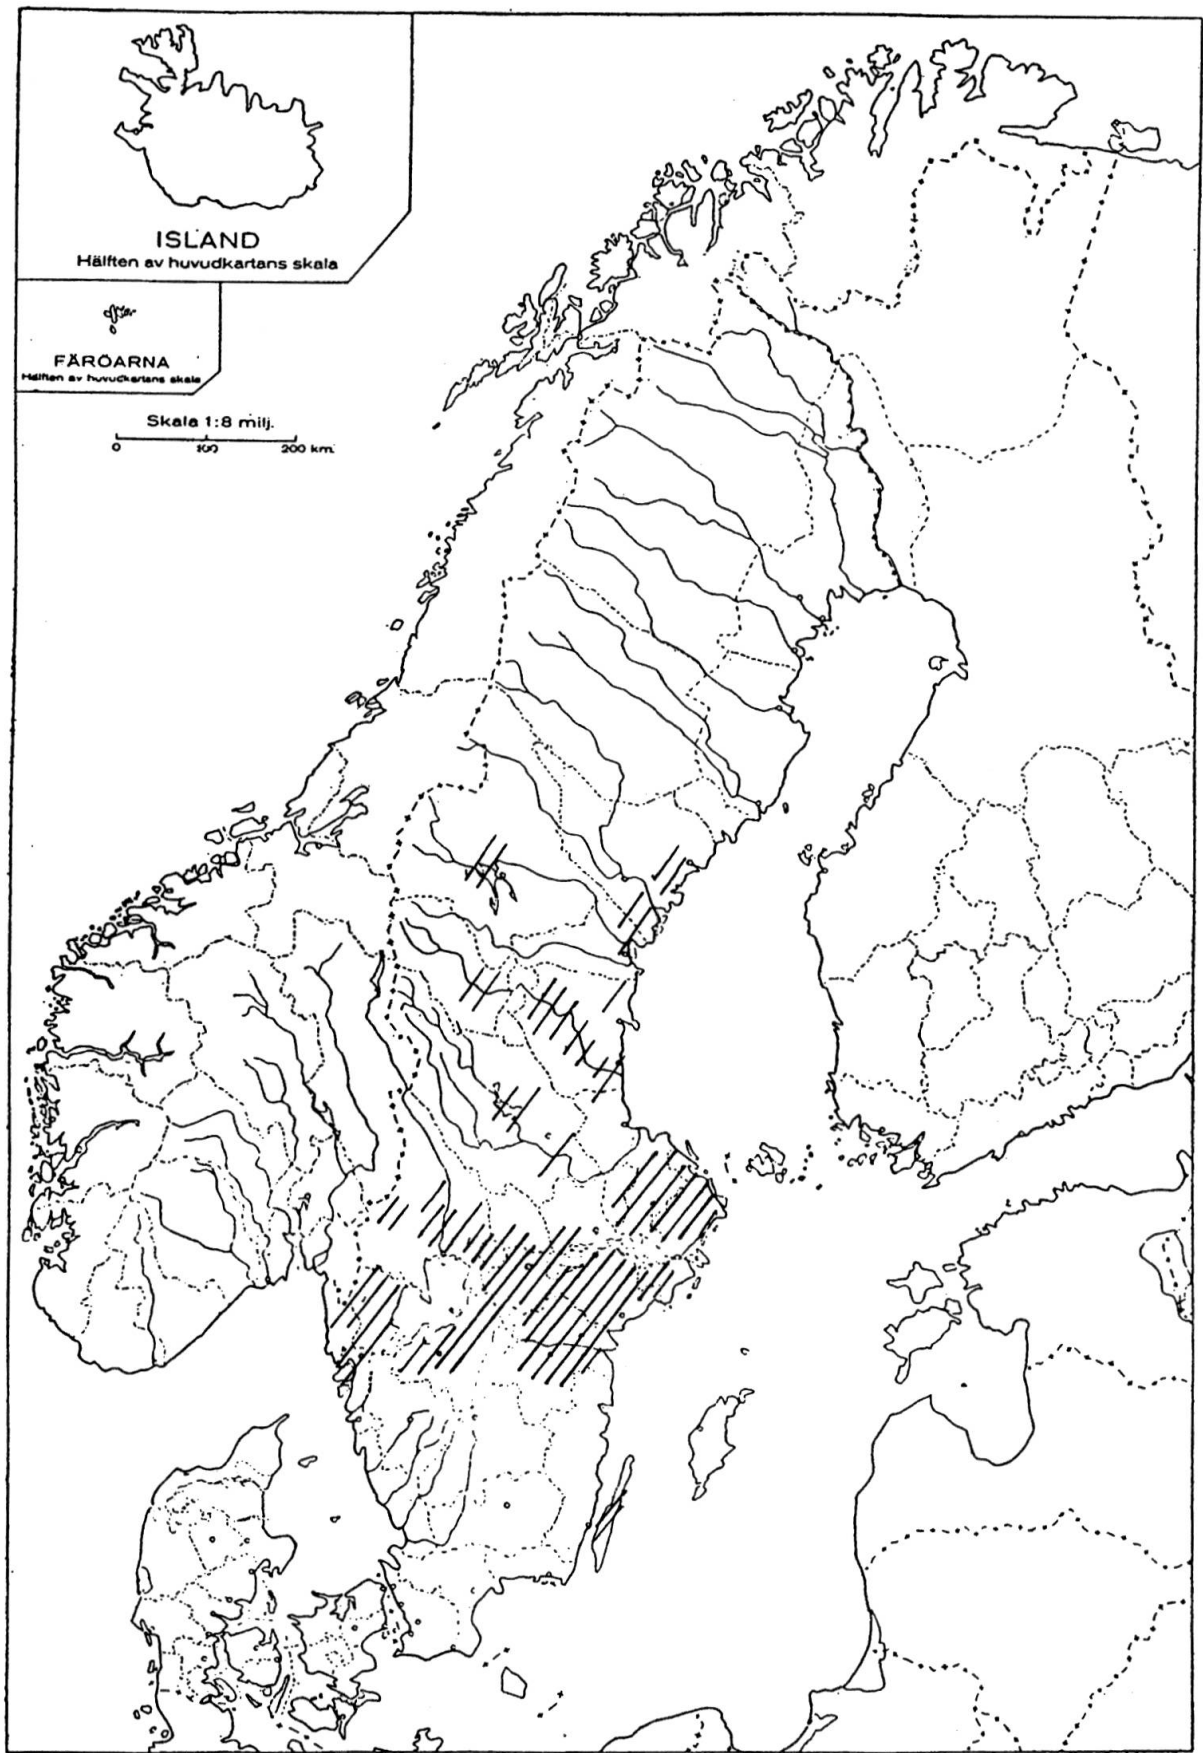 ISLAND
Hälften av huvudkartans skala
FÄRÖARNA
Hälften av huvudkartans skala
Skala 1:8 milj.
0 100 200 km.